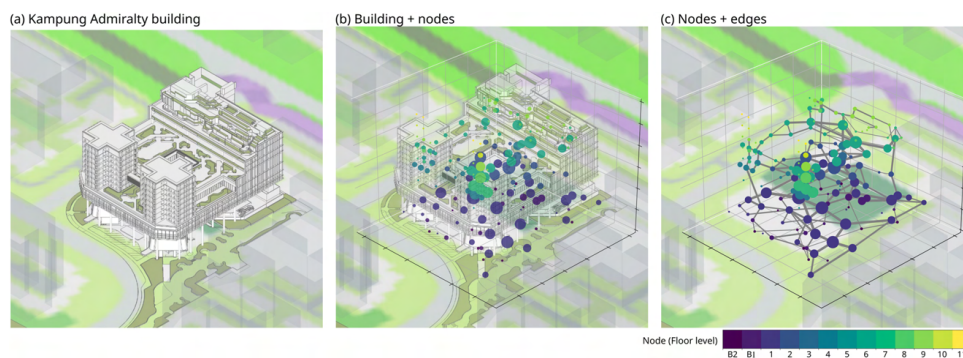 (a) Kampung Admiralty building
(b) Building + nodes
(c) Nodes + edges
Node (Floor level)
B2 B1 1 2 3 4 5 6 7 8 9 10